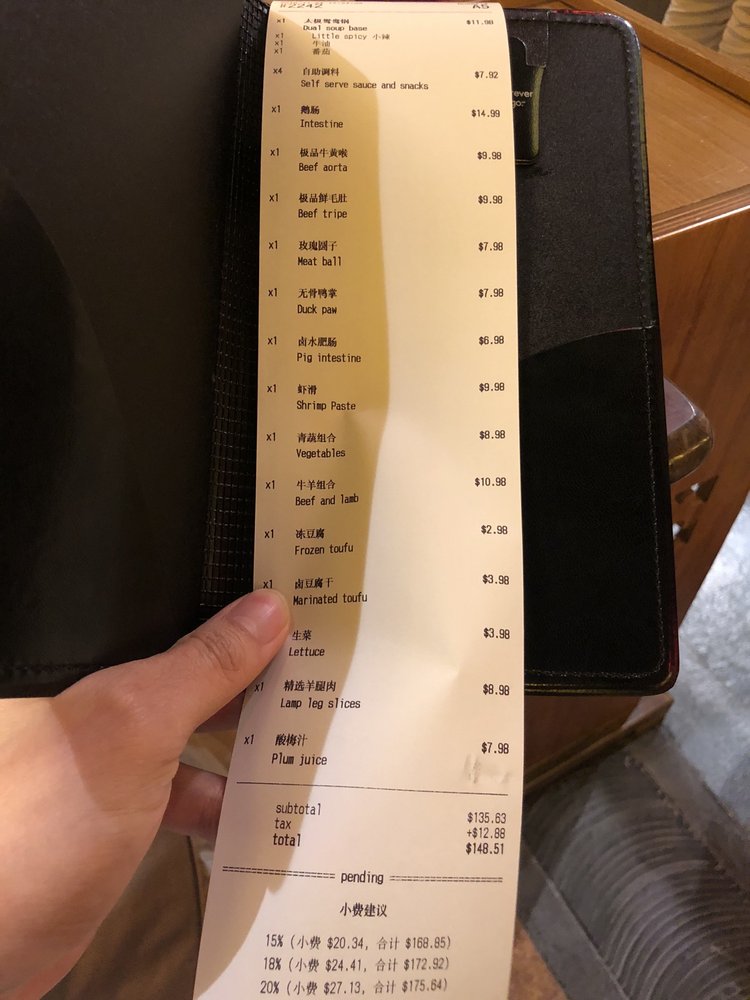 #2242 A5
x1 太极鸳鸯锅 $11.98
Dual soup base
x1 Little spicy 小辣
x1 牛油
x1 番茄
x4 自助调料 $7.92
Self serve sauce and snacks
x1 鹅肠 $14.99
Intestine
x1 极品牛黄喉 $9.98
Beef aorta
x1 极品鲜毛肚 $9.98
Beef tripe
x1 玫瑰圆子 $7.98
Meat ball
x1 无骨鸭掌 $7.98
Duck paw
x1 卤水肥肠 $6.98
Pig intestine
x1 虾滑 $9.98
Shrimp Paste
x1 青蔬组合 $8.98
Vegetables
x1 牛羊组合 $10.98
Beef and lamb
x1 冻豆腐 $2.98
Frozen toufu
x1 卤豆腐干 $3.98
Marinated toufu
生菜 $3.98
Lettuce
x1 精选羊腿肉 $8.98
Lamp leg slices
x1 酸梅汁 $7.98
Plum juice
subtotal $135.63
tax +$12.88
total $148.51
pending
小费建议
15% (小费 $20.34, 合计 $168.85)
18% (小费 $24.41, 合计 $172.92)
20% (小费 $27.13, 合计 $175.64)